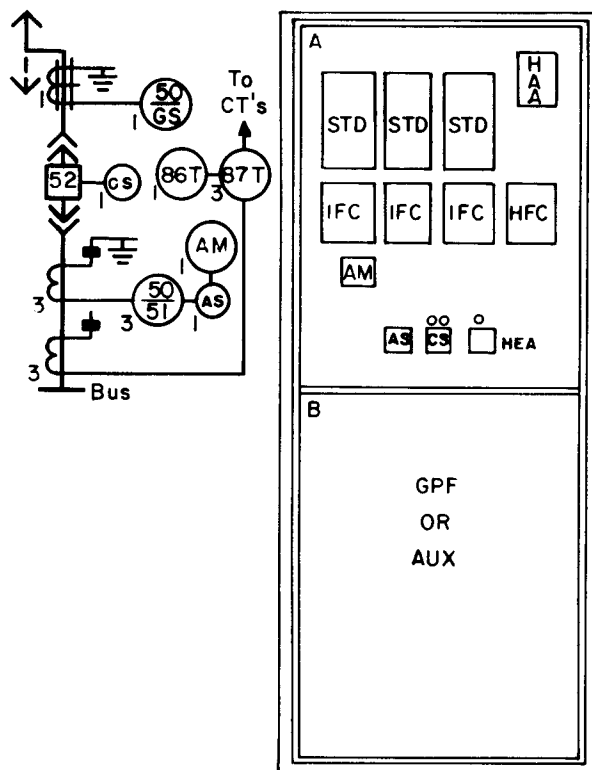 50
GS
1
1
To
CT's
52
CS
1
86T
87T
1
3
AM
1
50
51
AS
3
3
1
3
Bus
A
H
A
A
STD STD STD
IFC IFC IFC HFC
AM
AS CS HEA
B
GPF
OR
AUX